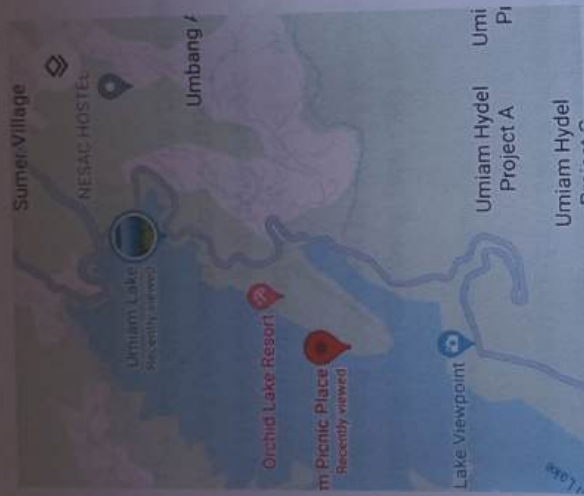 Sumer Village
NESAC HOSTEL
Umbang A
Umiam Lake
Recently viewed
Orchid Lake Resort
m Picnic Place
Recently viewed
Lake Viewpoint
Umiam Hydel
Project A
Umi
Pr
Umiam Hydel
Lake